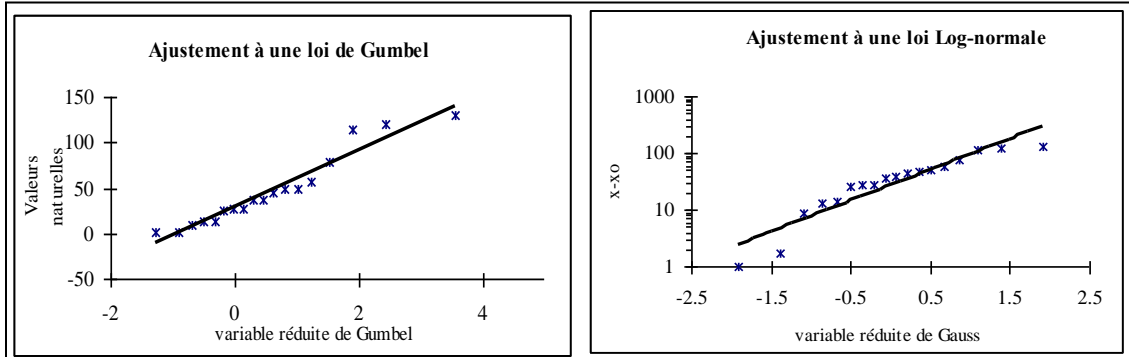 Ajustement à une loi de Gumbel
Valeurs
naturelles
150
100
50
0
-50
-2
0
2
4
variable réduite de Gumbel
Ajustement à une loi Log-normale
x-xo
1000
100
10
1
-2.5
-1.5
-0.5
0.5
1.5
2.5
variable réduite de Gauss